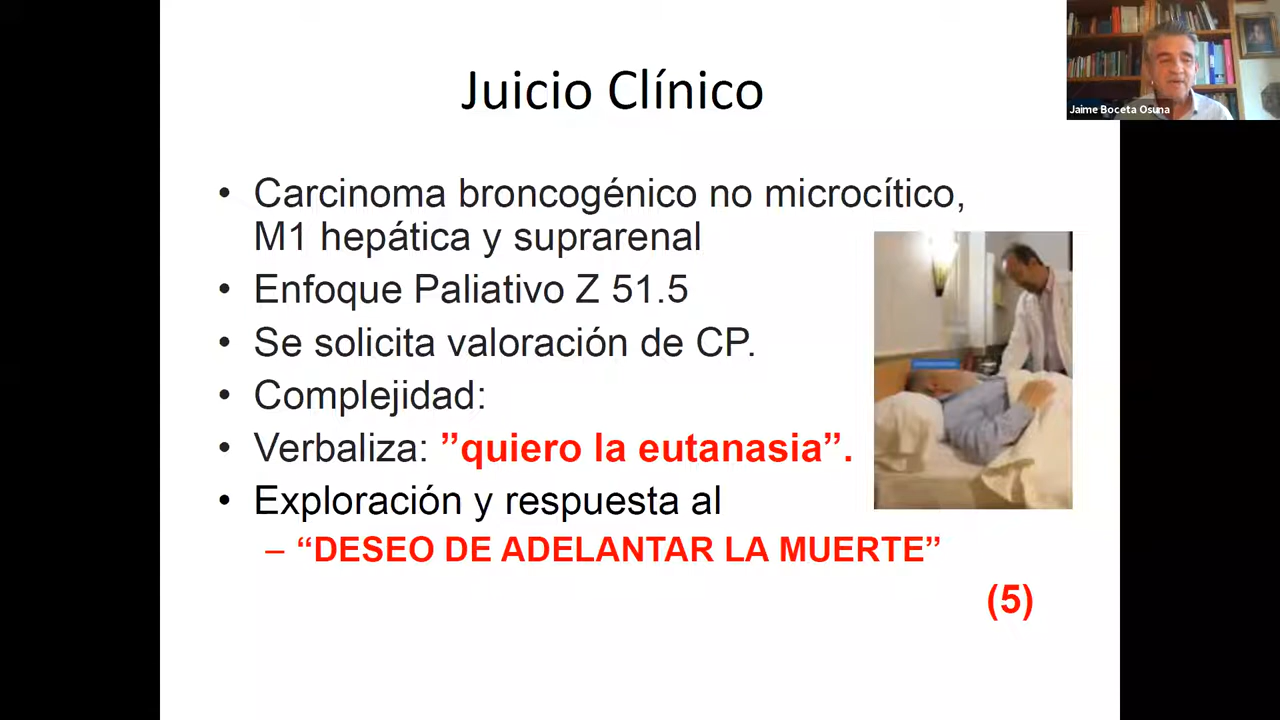 Juicio Clínico
Jaime Boceta Osuna
• Carcinoma broncogénico no microcítico,
M1 hepática y suprarenal
• Enfoque Paliativo Z 51.5
• Se solicita valoración de CP.
• Complejidad:
• Verbaliza: ”quiero la eutanasia”.
• Exploración y respuesta al
– “DESEO DE ADELANTAR LA MUERTE”
(5)